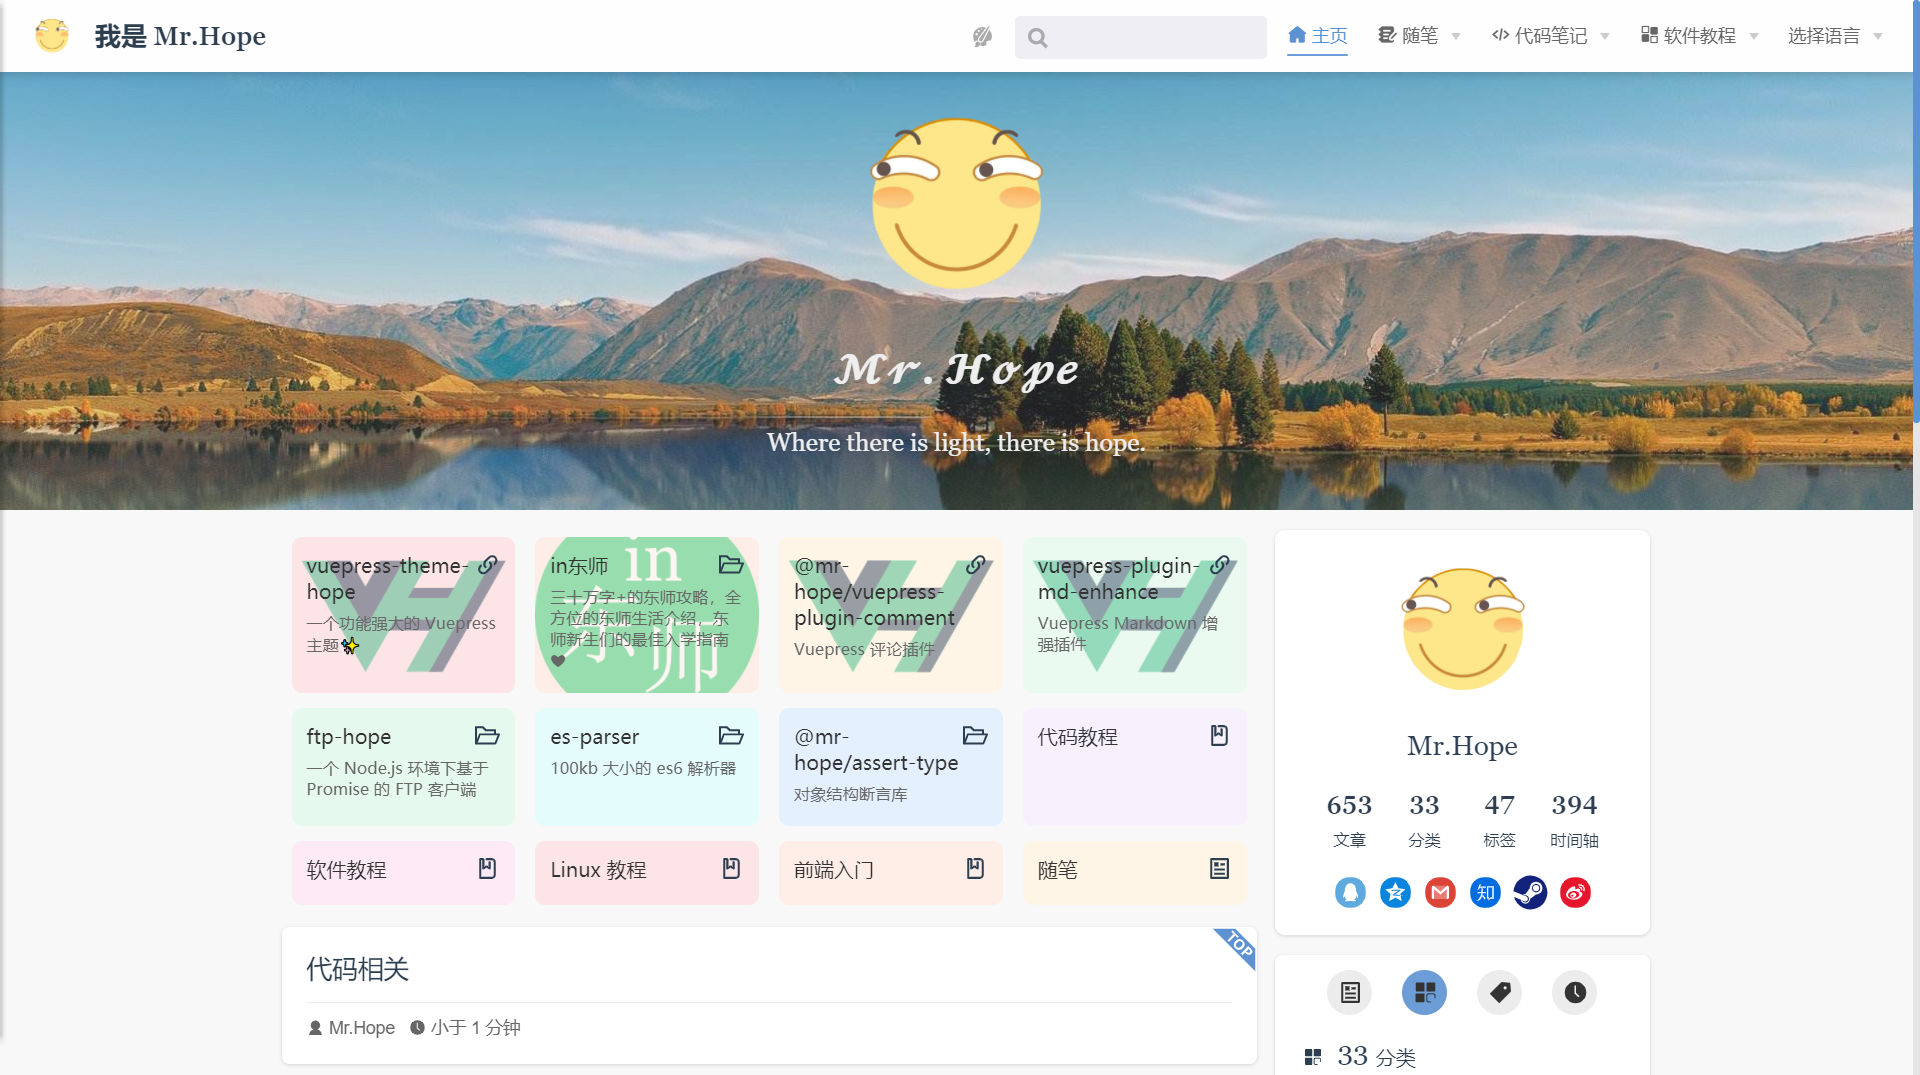 我是 Mr.Hope
主页
随笔
代码笔记
软件教程
选择语言
Mr.Hope
Where there is light, there is hope.
vuepress-theme-
hope
一个功能强大的 Vuepress
主题✨
in
东
师
in东师
三十万字+的东师攻略，全
方位的东师生活介绍，东
师新生们的最佳入学指南
❤
@mr-
hope/vuepress-
plugin-comment
Vuepress 评论插件
vuepress-plugin-
md-enhance
Vuepress Markdown 增
强插件
ftp-hope
一个 Node.js 环境下基于
Promise 的 FTP 客户端
es-parser
100kb 大小的 es6 解析器
@mr-
hope/assert-type
对象结构断言库
代码教程
软件教程
Linux 教程
前端入门
随笔
TOP
代码相关
Mr.Hope 小于 1 分钟
Mr.Hope
653 33 47 394
文章 分类 标签 时间轴
知
33 分类